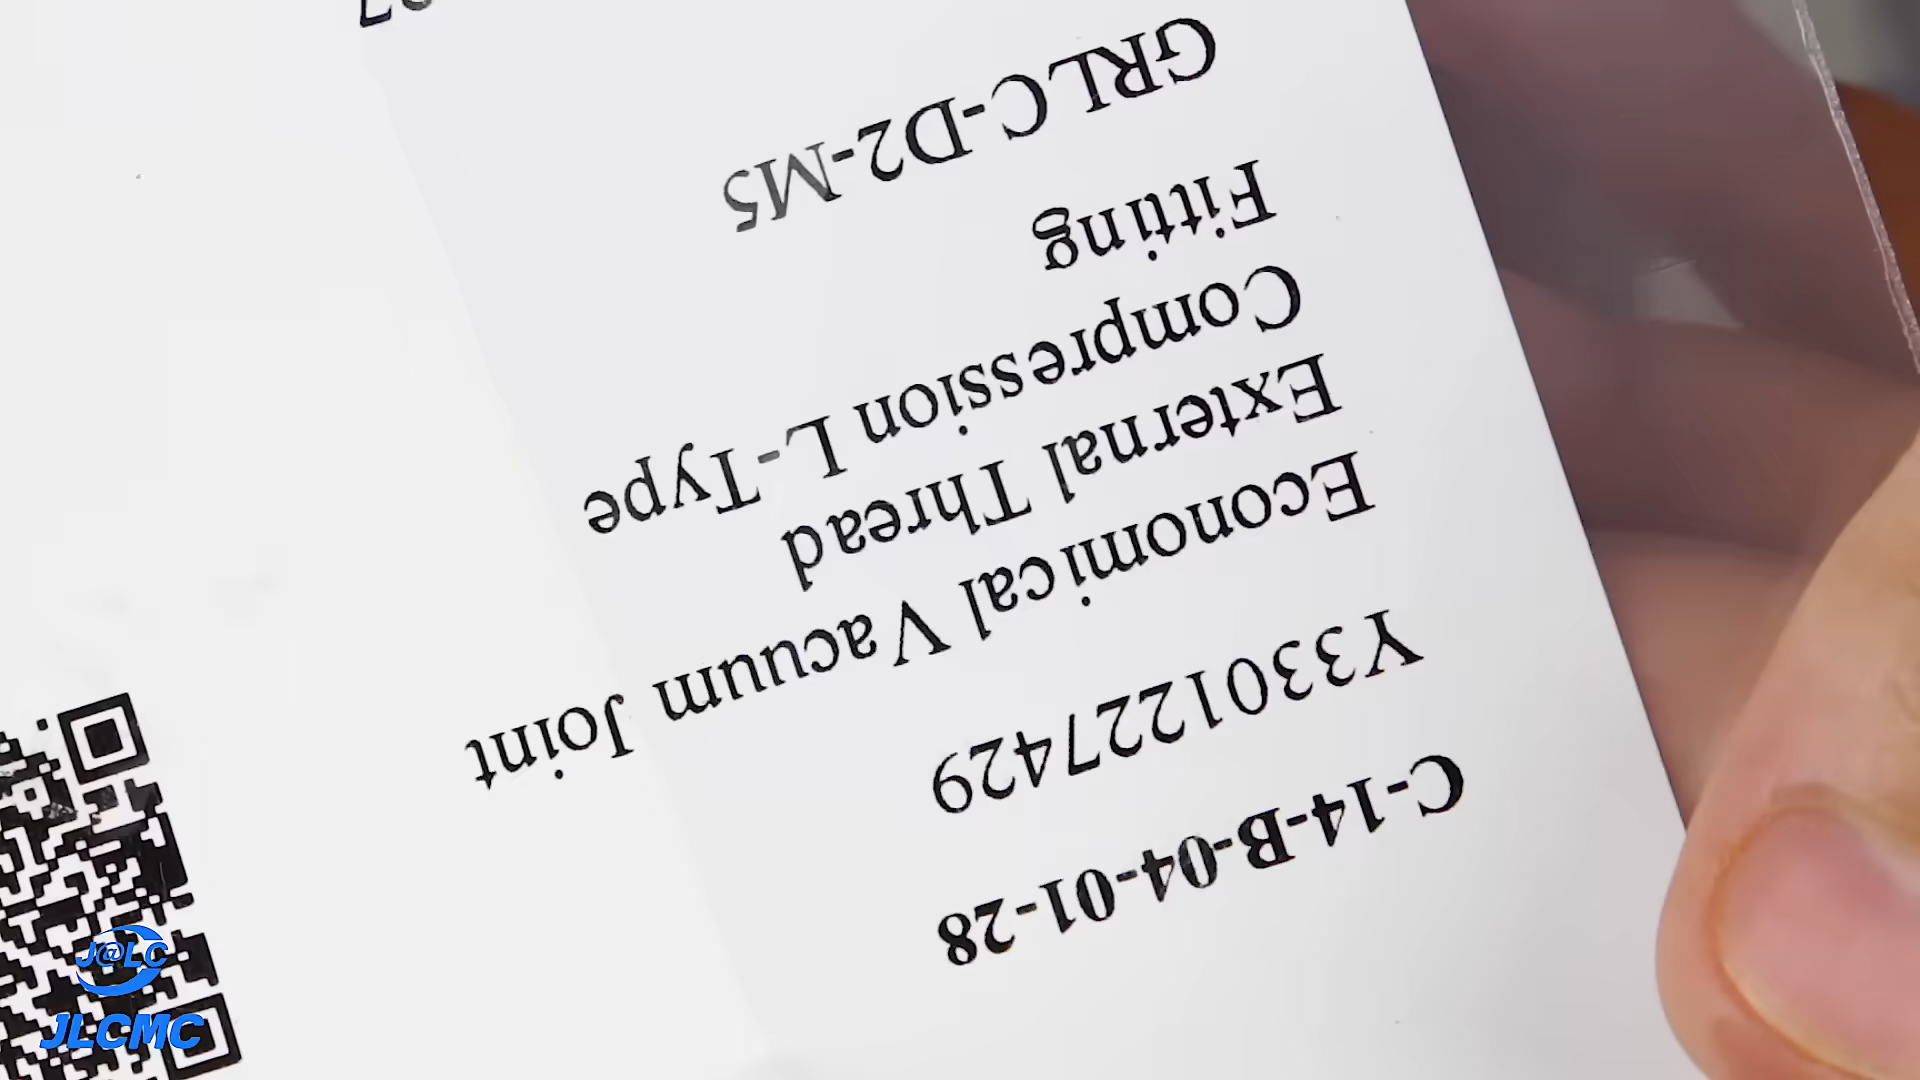 C-14-B-04-01-28
Y3301227429
Economical Vacuum Joint
External Thread
Compression L-Type
Fitting
GRLC-D2-M5
J@LC
JLCMC